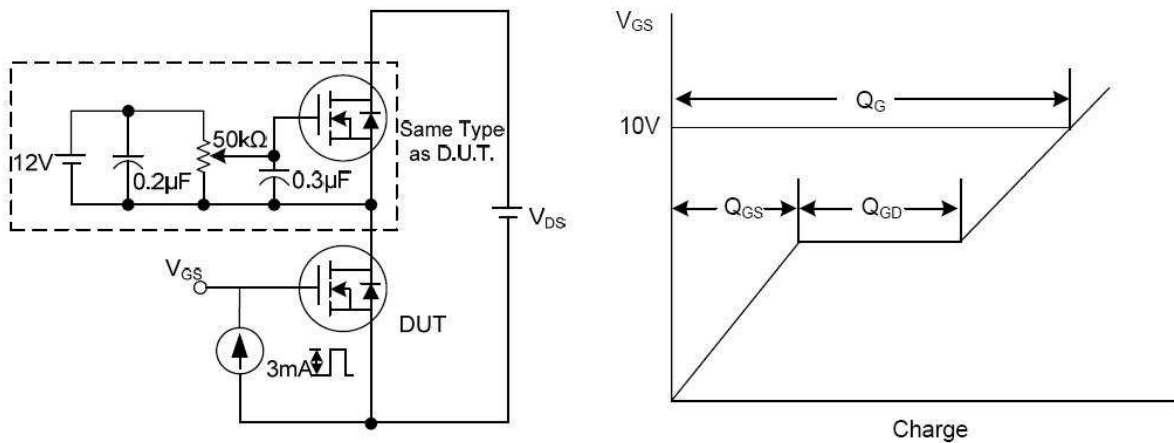 12V
0.2μF
50kΩ
0.3μF
Same Type
as D.U.T.
VDS
VGS
DUT
3mA
VGS
10V
QG
QGS
QGD
Charge